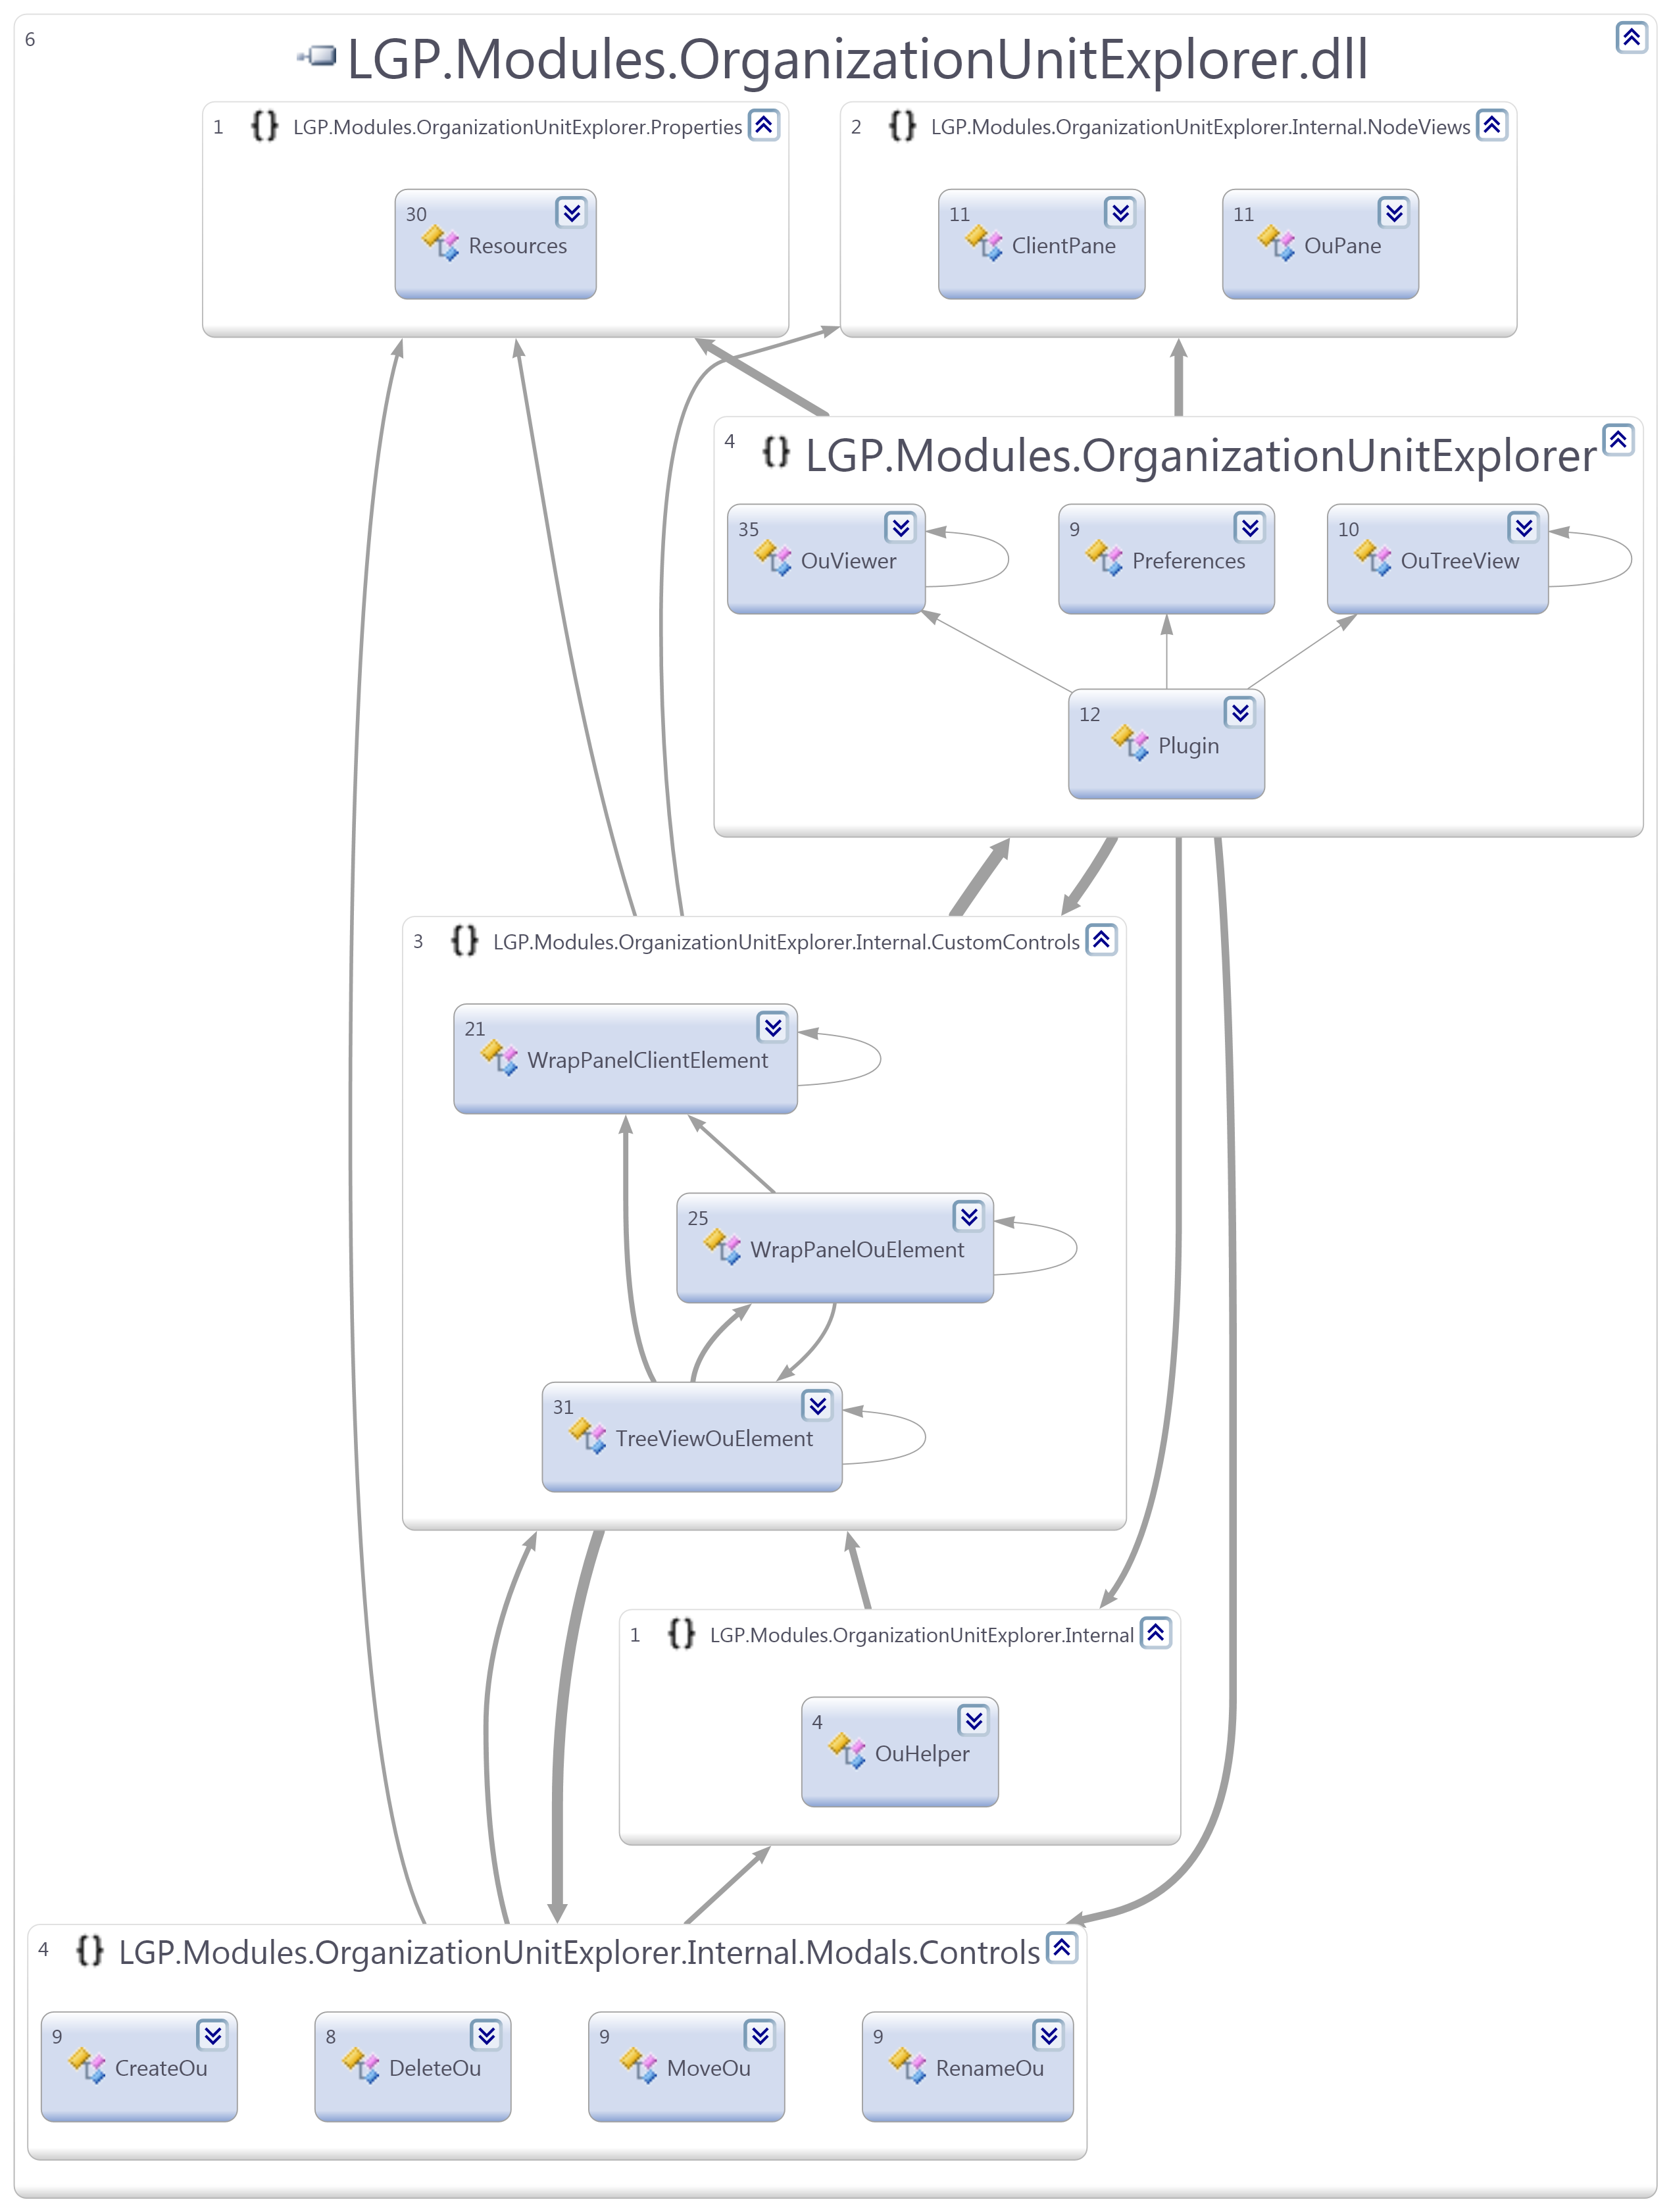 6
LGP.Modules.OrganizationUnitExplorer.dll
1 {} LGP.Modules.OrganizationUnitExplorer.Properties
30
Resources
2 {} LGP.Modules.OrganizationUnitExplorer.Internal.NodeViews
11
ClientPane
11
OuPane
4 {} LGP.Modules.OrganizationUnitExplorer
35
OuViewer
9
Preferences
10
OuTreeView
12
Plugin
3 {} LGP.Modules.OrganizationUnitExplorer.Internal.CustomControls
21
WrapPanelClientElement
25
WrapPanelOuElement
31
TreeViewOuElement
1 {} LGP.Modules.OrganizationUnitExplorer.Internal
4
OuHelper
4 {} LGP.Modules.OrganizationUnitExplorer.Internal.Modals.Controls
9
CreateOu
8
DeleteOu
9
MoveOu
9
RenameOu